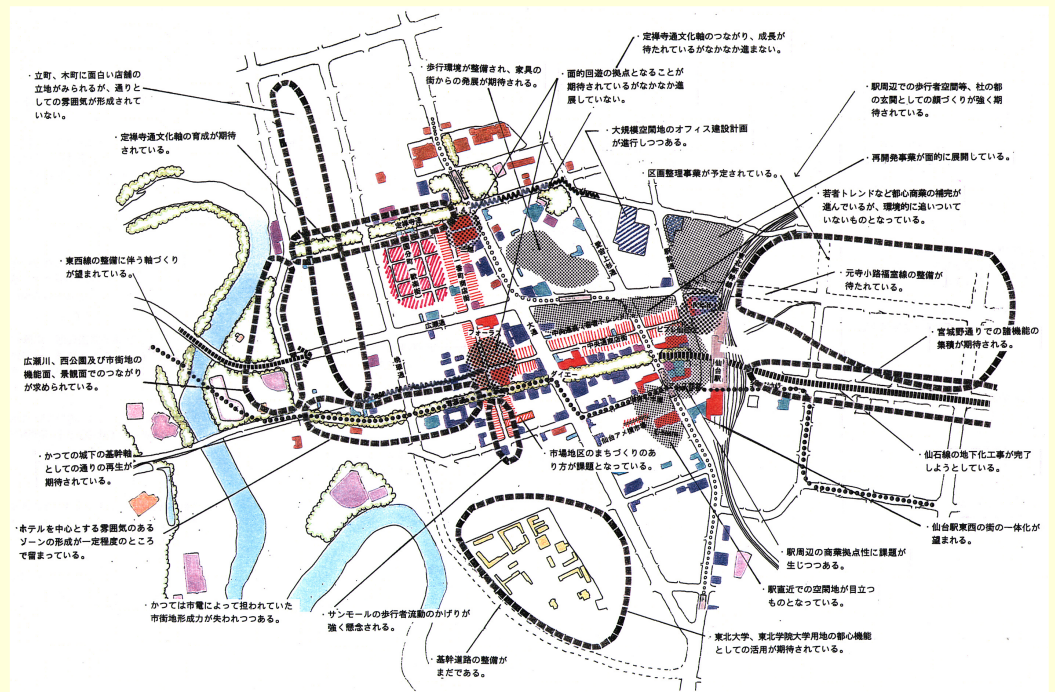 ・定禅寺通文化軸のつながり、成長が
待たれているがなかなか進まない。
・立町、木町に面白い店舗の
立地がみられるが、通りと
しての雰囲気が形成されて
いない。
・歩行環境が整備され、家具の
街からの発展が期待される。
・面的回遊の拠点となることが
期待されているがなかなか進
展していない。
・駅周辺での歩行者空間等、杜の都
の玄関としての顔づくりが強く期
待されている。
・定禅寺通文化軸の育成が期待
されている。
・大規模空閑地のオフィス建設計画
が進行しつつある。
・再開発事業が面的に展開している。
・区画整理事業が予定されている。
・若者トレンドなど都心商業の補完が
進んでいるが、環境的に追いついて
いないものとなっている。
・東西線の整備に伴う軸づくり
が望まれている。
・元寺小路福室線の整備が
待たれている。
・宮城野通りでの諸機能の
集積が期待される。
広瀬川、西公園及び市街地の
機能面、景観面でのつながり
が求められている。
定禅寺通
広瀬通
フォーラス
中央通商店街
ダイエー
仙台駅
・かつての城下の基幹軸
としての通りの再生が
期待されている。
・市場地区のまちづくりのあ
り方が課題となっている。
・仙石線の地下化工事が完了
しようとしている。
・ホテルを中心とする雰囲気のある
ゾーンの形成が一定程度のところ
で留まっている。
・仙台駅東西の街の一体化が
望まれる。
・駅周辺の商業拠点性に課題が
生じつつある。
・駅直近での空閑地が目立つ
ものとなっている。
・かつては市電によって担われていた
市街地形成力が失われつつある。
・サンモールの歩行者流動のかげりが
強く懸念される。
・東北大学、東北学院大学用地の都心機能
としての活用が期待されている。
・基幹道路の整備が
まだである。